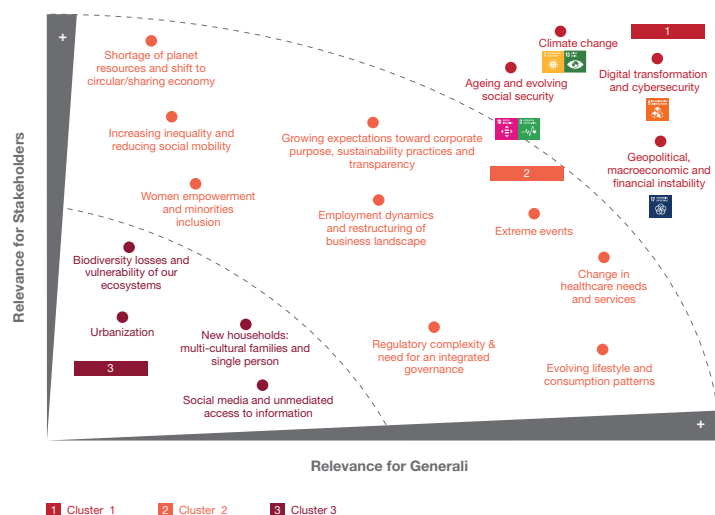 +
1
Climate change
Shortage of planet
resources and shift to
circular/sharing economy
Digital transformation
and cybersecurity
Ageing and evolving
social security
Increasing inequality and
reducing social mobility
Growing expectations toward corporate
purpose, sustainability practices and
transparency
Geopolitical,
macroeconomic and
financial instability
2
Women empowerment
and minorities
inclusion
Employment dynamics
and restructuring of
business landscape
Extreme events
Biodiversity losses and
vulnerability of our
ecosystems
Change in
healthcare needs
and services
Urbanization
New households:
multi-cultural families and
single person
Regulatory complexity &
need for an integrated
governance
3
Evolving lifestyle and
consumption patterns
Social media and unmediated
access to information
+
Relevance for Stakeholders
Relevance for Generali
1 Cluster 1
2 Cluster 2
3 Cluster 3